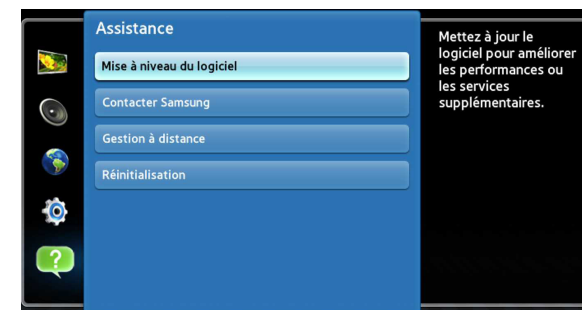 Assistance
Mise à niveau du logiciel
Contacter Samsung
Gestion à distance
Réinitialisation
Mettez à jour le
logiciel pour améliorer
les performances ou
les services
supplémentaires.
?